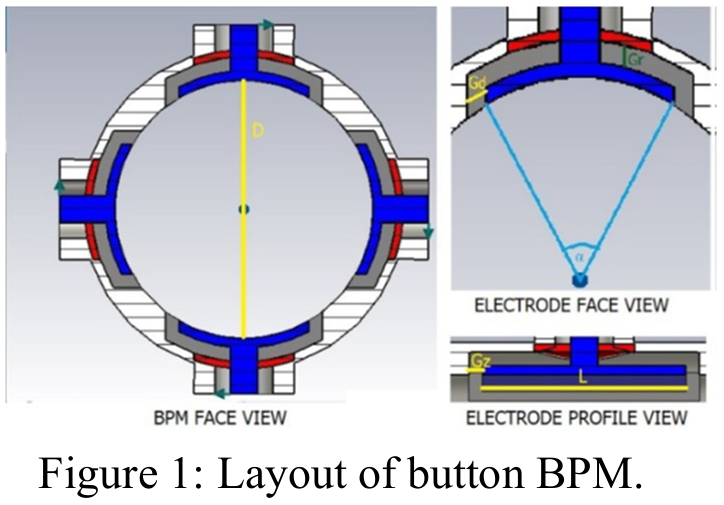 D
BPM FACE VIEW
Gd
Gr
α
ELECTRODE FACE VIEW
Gz
L
ELECTRODE PROFILE VIEW
Figure 1: Layout of button BPM.